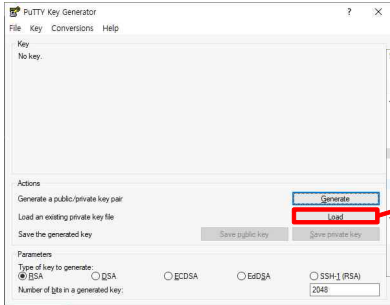 PuTTY Key Generator ? ×
File Key Conversions Help
Key
No key.
Actions
Generate a public/private key pair Generate
Load an existing private key file Load
Save the generated key Save public key Save private key
Parameters
Type of key to generate:
RSA DSA ECDSA EdDSA SSH-1 (RSA)
Number of bits in a generated key: 2048